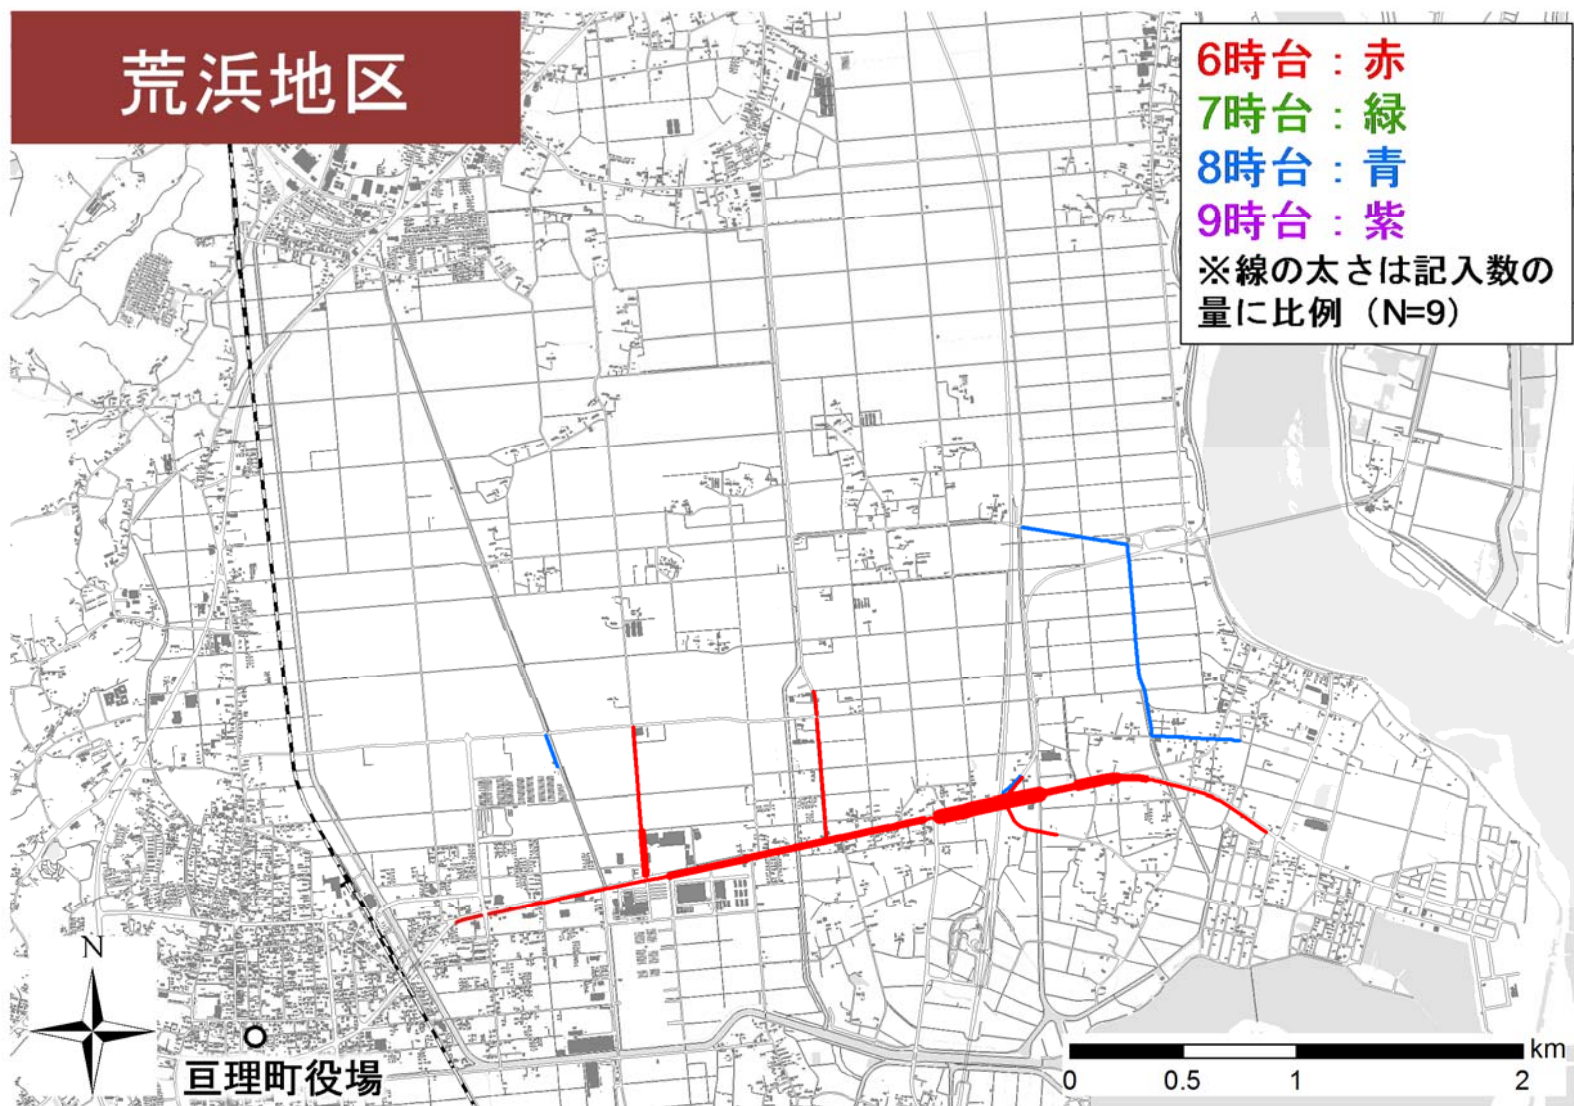 荒浜地区
6時台：赤
7時台：緑
8時台：青
9時台：紫
※線の太さは記入数の
量に比例（N=9）
N
亘理町役場
km
0 0.5 1 2